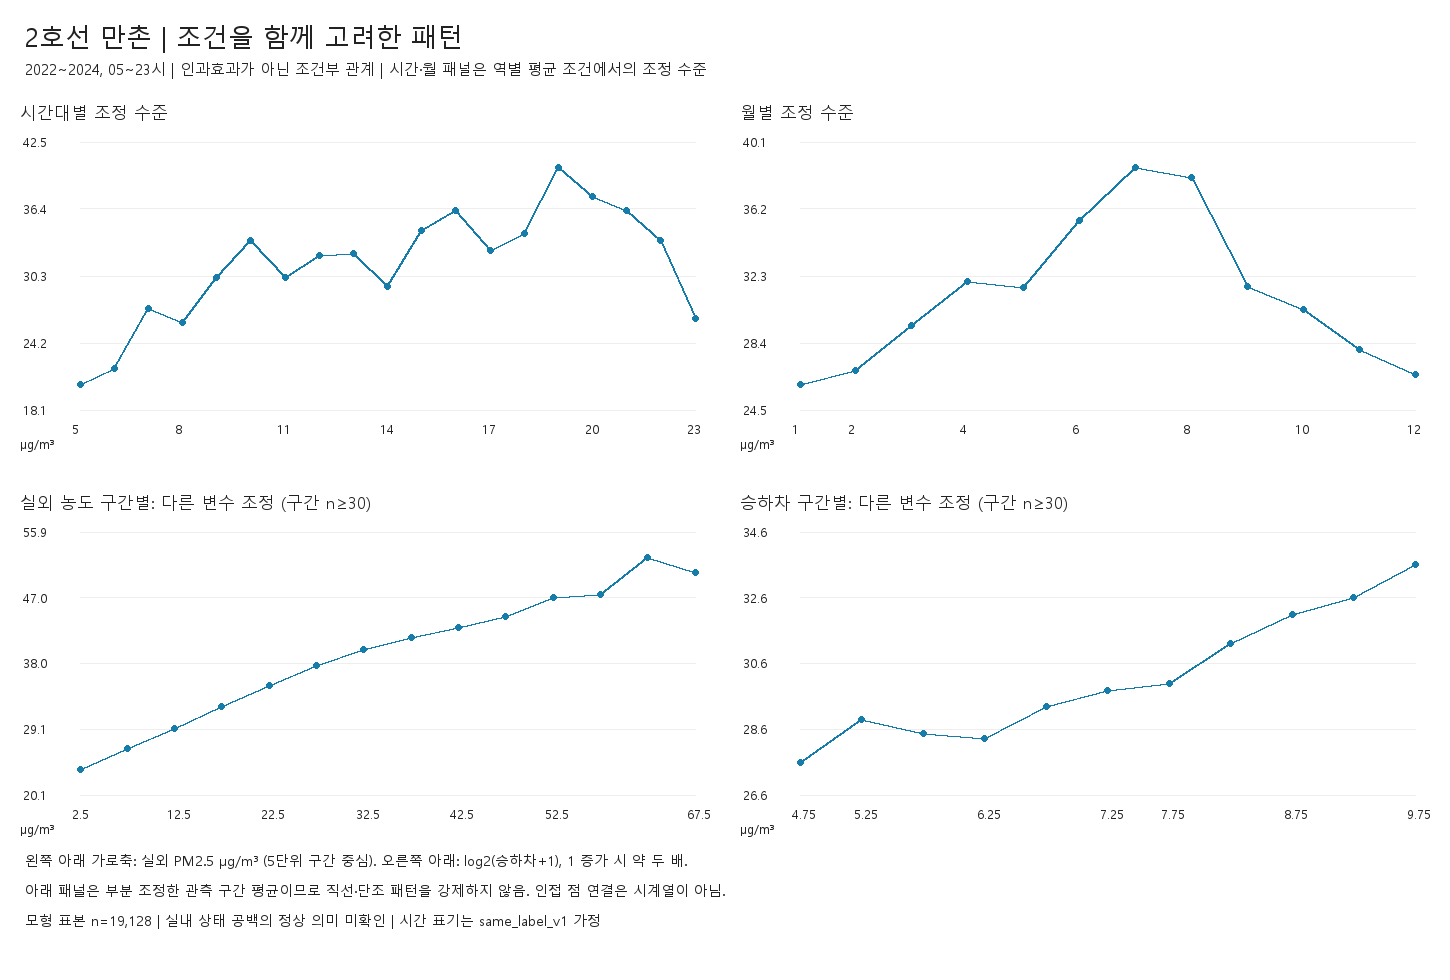 2호선 만촌 | 조건을 함께 고려한 패턴
2022~2024, 05~23시 | 인과효과가 아닌 조건부 관계 | 시간·월 패널은 역별 평균 조건에서의 조정 수준
시간대별 조정 수준
42.5
36.4
30.3
24.2
18.1
5 8 11 14 17 20 23
µg/m³
월별 조정 수준
40.1
36.2
32.3
28.4
24.5
1 2 4 6 8 10 12
µg/m³
실외 농도 구간별: 다른 변수 조정 (구간 n≥30)
55.9
47.0
38.0
29.1
20.1
2.5 12.5 22.5 32.5 42.5 52.5 67.5
µg/m³
승하차 구간별: 다른 변수 조정 (구간 n≥30)
34.6
32.6
30.6
28.6
26.6
4.75 5.25 6.25 7.25 7.75 8.75 9.75
µg/m³
왼쪽 아래 가로축: 실외 PM2.5 µg/m³ (5단위 구간 중심). 오른쪽 아래: log2(승하차+1), 1 증가 시 약 두 배.
아래 패널은 부분 조정한 관측 구간 평균이므로 직선·단조 패턴을 강제하지 않음. 인접 점 연결은 시계열이 아님.
모형 표본 n=19,128 | 실내 상태 공백의 정상 의미 미확인 | 시간 표기는 same_label_v1 가정